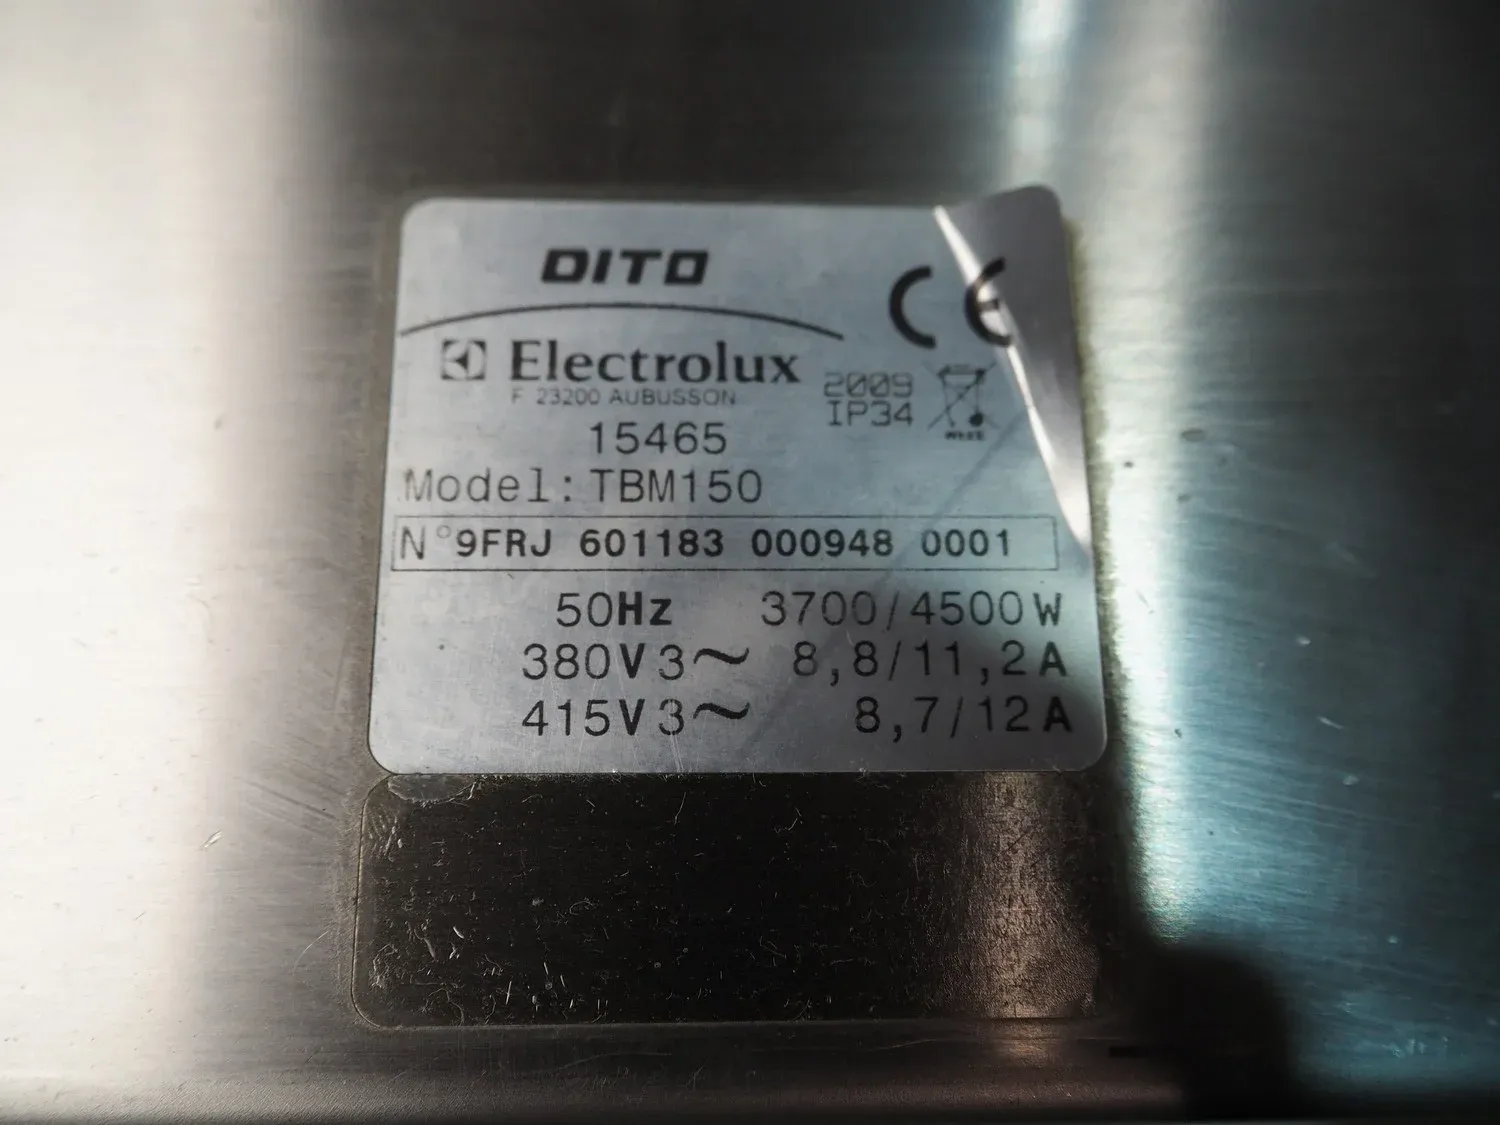 DITO
CE
Electrolux
F 23200 AUBUSSON
2009
IP34
15465
Model: TBM150
N° 9FRJ 601183 000948 0001
50Hz 3700/4500W
380V3~ 8,8/11,2A
415V3~ 8,7/12A